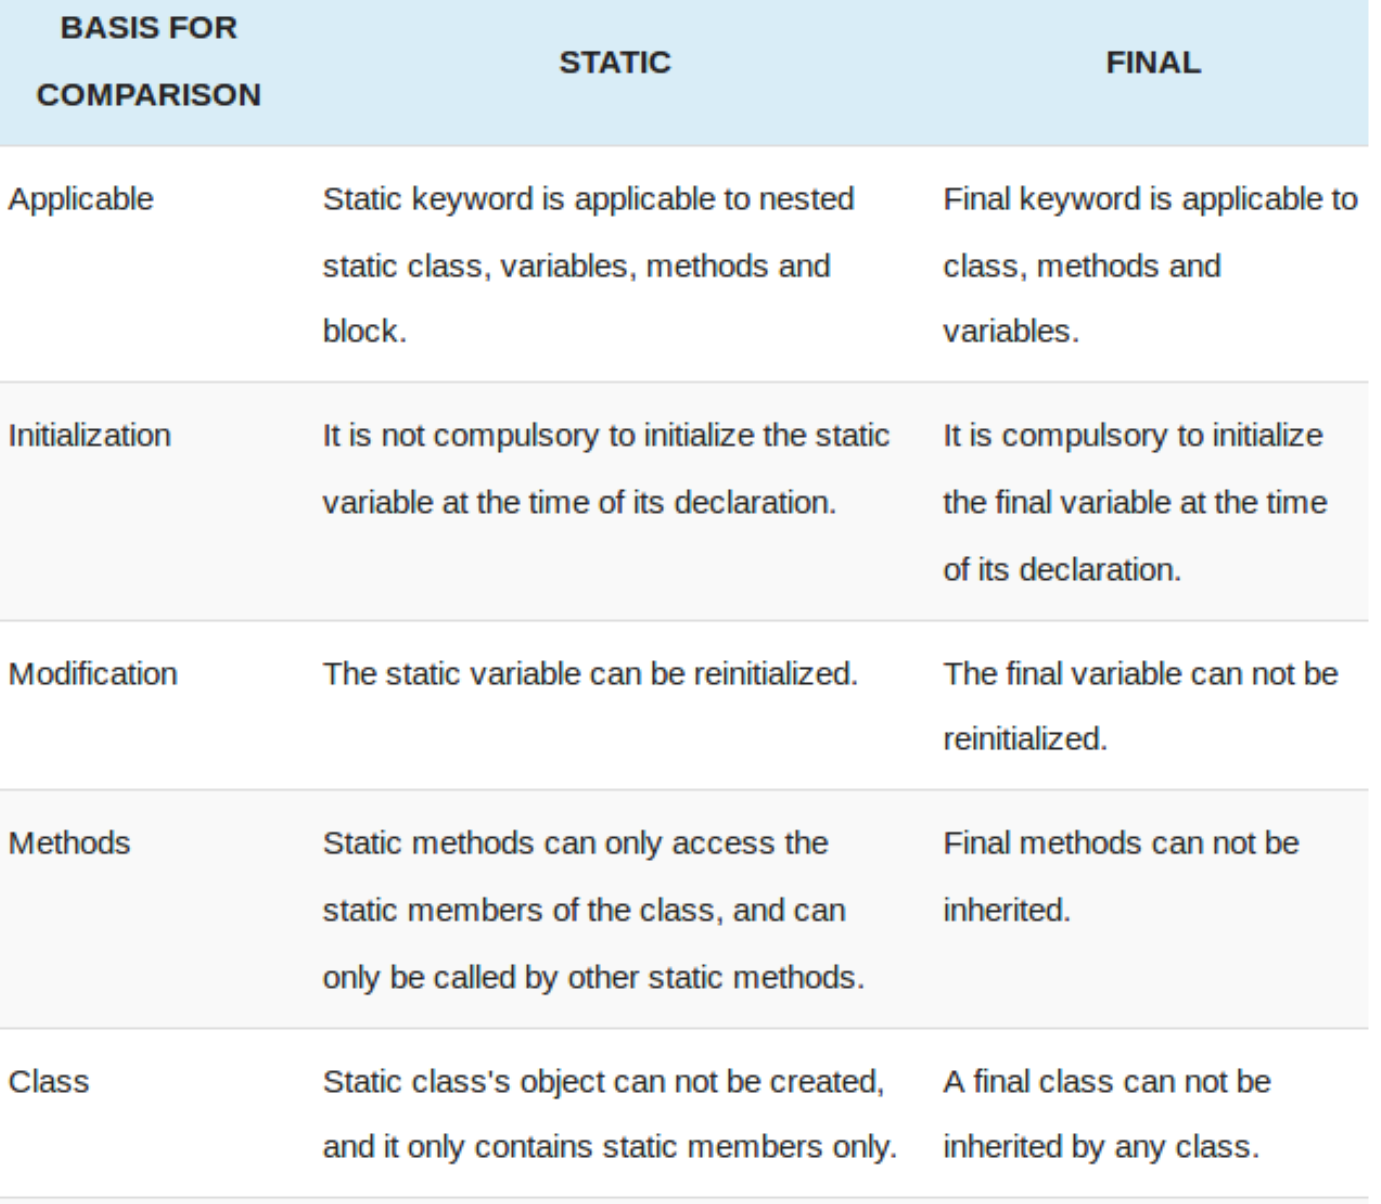 BASIS FOR
COMPARISON
STATIC
FINAL
Applicable
Static keyword is applicable to nested
static class, variables, methods and
block.
Final keyword is applicable to
class, methods and
variables.
Initialization
It is not compulsory to initialize the static
variable at the time of its declaration.
It is compulsory to initialize
the final variable at the time
of its declaration.
Modification
The static variable can be reinitialized.
The final variable can not be
reinitialized.
Methods
Static methods can only access the
static members of the class, and can
only be called by other static methods.
Final methods can not be
inherited.
Class
Static class's object can not be created,
and it only contains static members only.
A final class can not be
inherited by any class.